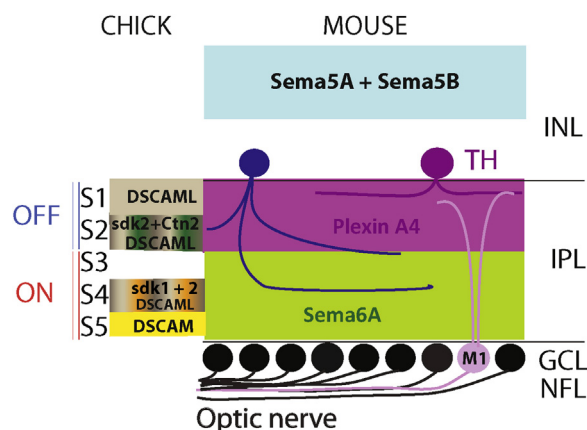 CHICK MOUSE
Sema5A + Sema5B
INL
TH
S1 DSCAML
OFF
Plexin A4
S2 sdk2+Ctn2
DSCAML
S3
IPL
ON
S4 sdk1 + 2
DSCAML
Sema6A
S5 DSCAM
M1 GCL
NFL
Optic nerve